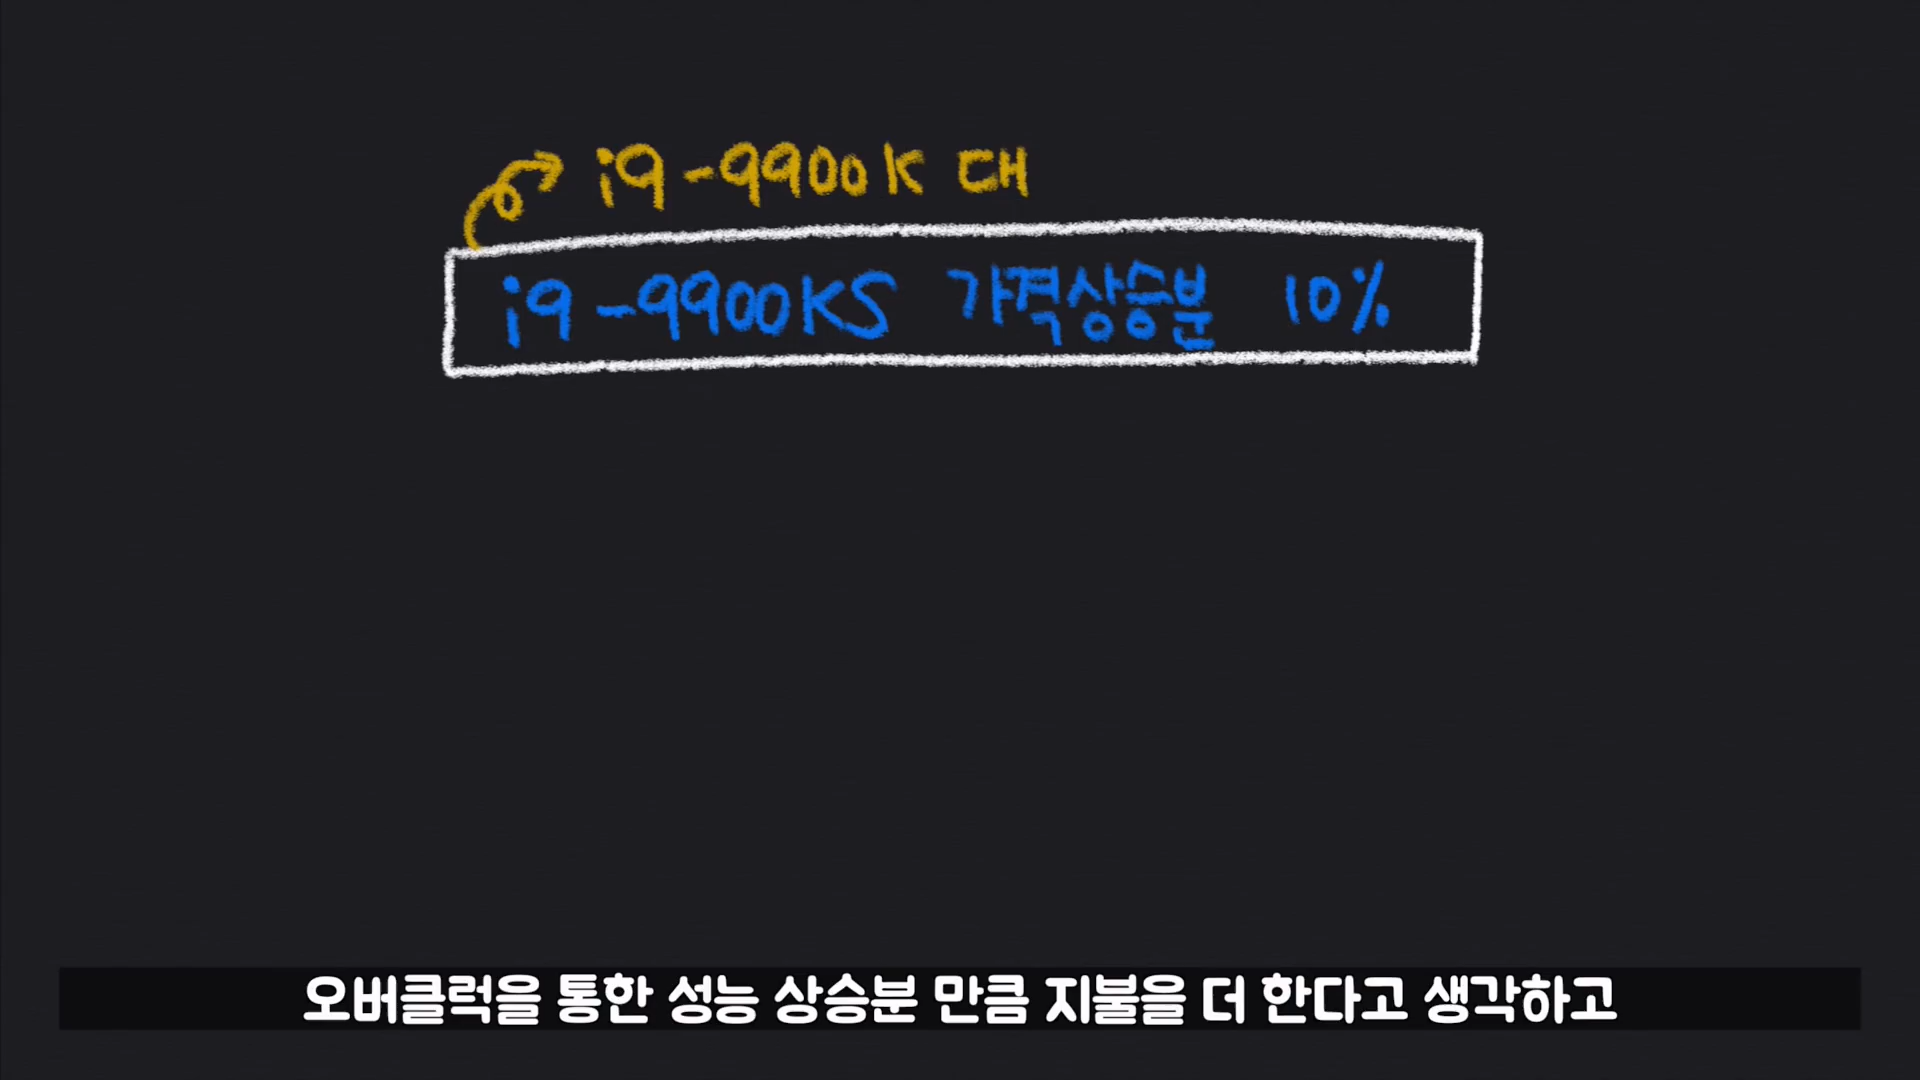 i9-9900K 대
i9-9900KS 가격상승분 10%
오버클럭을 통한 성능 상승분 만큼 지불을 더 한다고 생각하고